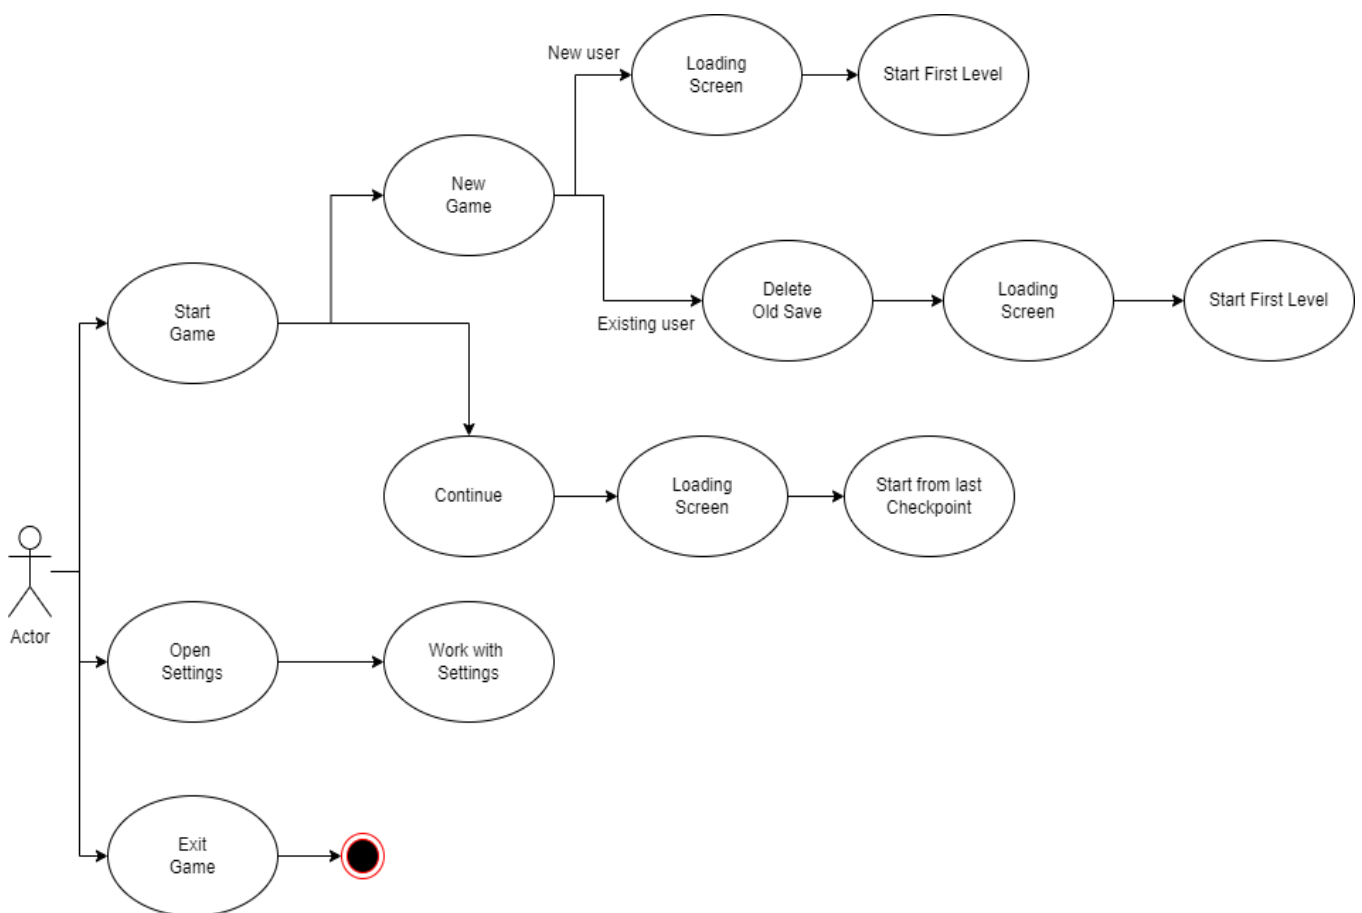 New user
Loading
Screen
Start First Level
New
Game
Delete
Old Save
Loading
Screen
Start First Level
Existing user
Start
Game
Continue
Loading
Screen
Start from last
Checkpoint
Actor
Open
Settings
Work with
Settings
Exit
Game